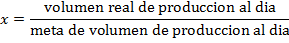 x = volumen real de produccion al dia
meta de volumen de produccion al dia